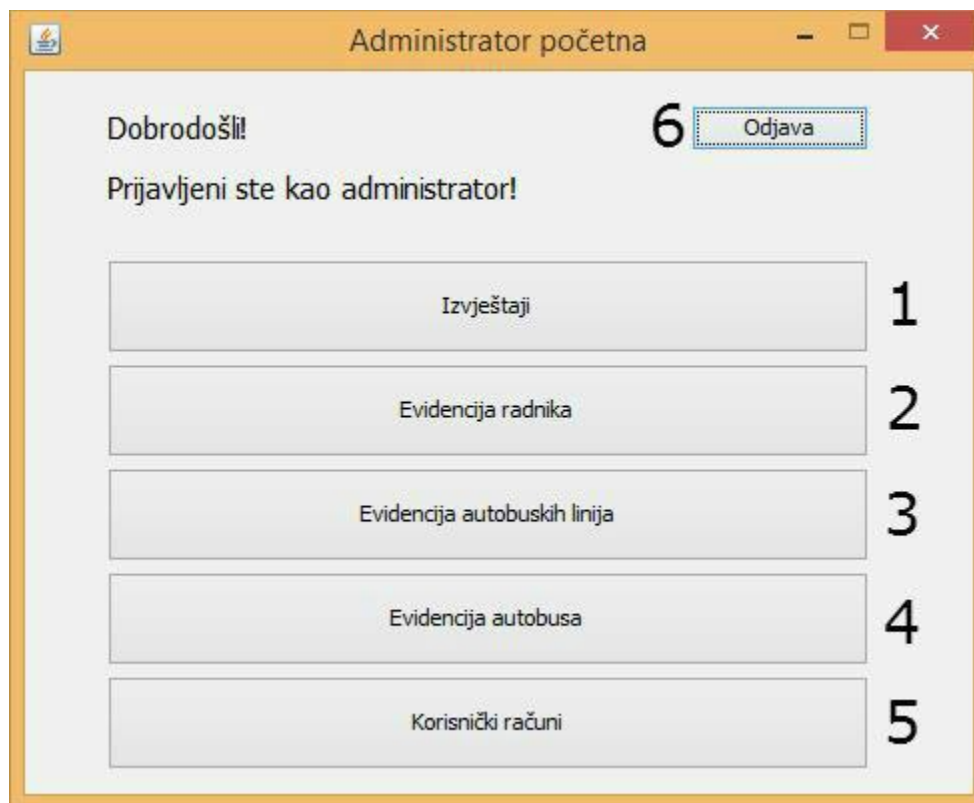 Administrator početna
Dobrodošli!
6 Odjava
Prijavljeni ste kao administrator!
Izvještaji 1
Evidencija radnika 2
Evidencija autobuskih linija 3
Evidencija autobusa 4
Korisnički računi 5